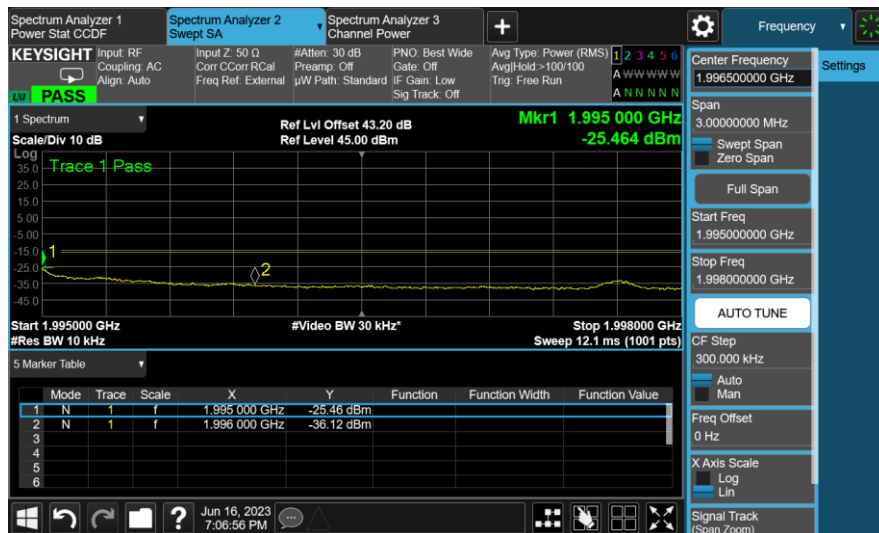 Spectrum Analyzer 1
Power Stat CCDF
Spectrum Analyzer 2
Swept SA
Spectrum Analyzer 3
Channel Power
Frequency
KEYSIGHT
LXI
PASS
Input: RF
Coupling: AC
Align: Auto
Input Z: 50 Ω
Corr CCorr RCal
Freq Ref: External
#Atten: 30 dB
Preamp: Off
µW Path: Standard
PNO: Best Wide
Gate: Off
IF Gain: Low
Sig Track: Off
Avg Type: Power (RMS)
Avg|Hold:>100/100
Trig: Free Run
1 2 3 4 5 6
A W W W W W
A N N N N N
1 Spectrum
Scale/Div 10 dB
Ref Lvl Offset 43.20 dB
Ref Level 45.00 dBm
Mkr1 1.995 000 GHz
-25.464 dBm
Log
Trace 1 Pass
35.0
25.0
15.0
5.00
-5.00
-15.0
-25.0
-35.0
-45.0
1
2
Start 1.995000 GHz
#Res BW 10 kHz
#Video BW 30 kHz*
Stop 1.998000 GHz
Sweep 12.1 ms (1001 pts)
5 Marker Table
Mode Trace Scale X Y Function Function Width Function Value
1 N 1 f 1.995 000 GHz -25.46 dBm
2 N 1 f 1.996 000 GHz -36.12 dBm
3
4
5
6
Jun 16, 2023
7:06:56 PM
Center Frequency
1.996500000 GHz
Settings
Span
3.00000000 MHz
Swept Span
Zero Span
Full Span
Start Freq
1.995000000 GHz
Stop Freq
1.998000000 GHz
AUTO TUNE
CF Step
300.000 kHz
Auto
Man
Freq Offset
0 Hz
X Axis Scale
Log
Lin
Signal Track
(Span Zoom)